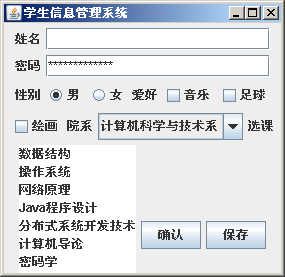 学生信息管理系统
姓名
密码 *************
性别 男 女 爱好 音乐 足球
绘画 院系 计算机科学与技术系 选课
数据结构
操作系统
网络原理
Java程序设计
分布式系统开发技术
计算机导论
密码学
确认 保存